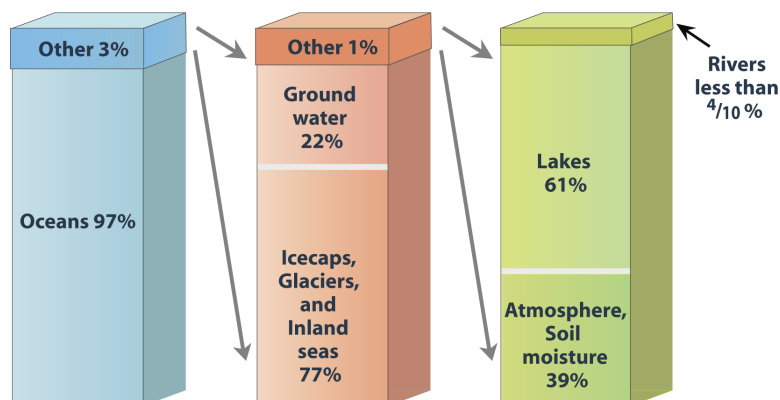 Other 3%
Oceans 97%
Other 1%
Ground
water
22%
Icecaps,
Glaciers,
and
Inland
seas
77%
Rivers
less than
4/10 %
Lakes
61%
Atmosphere,
Soil
moisture
39%